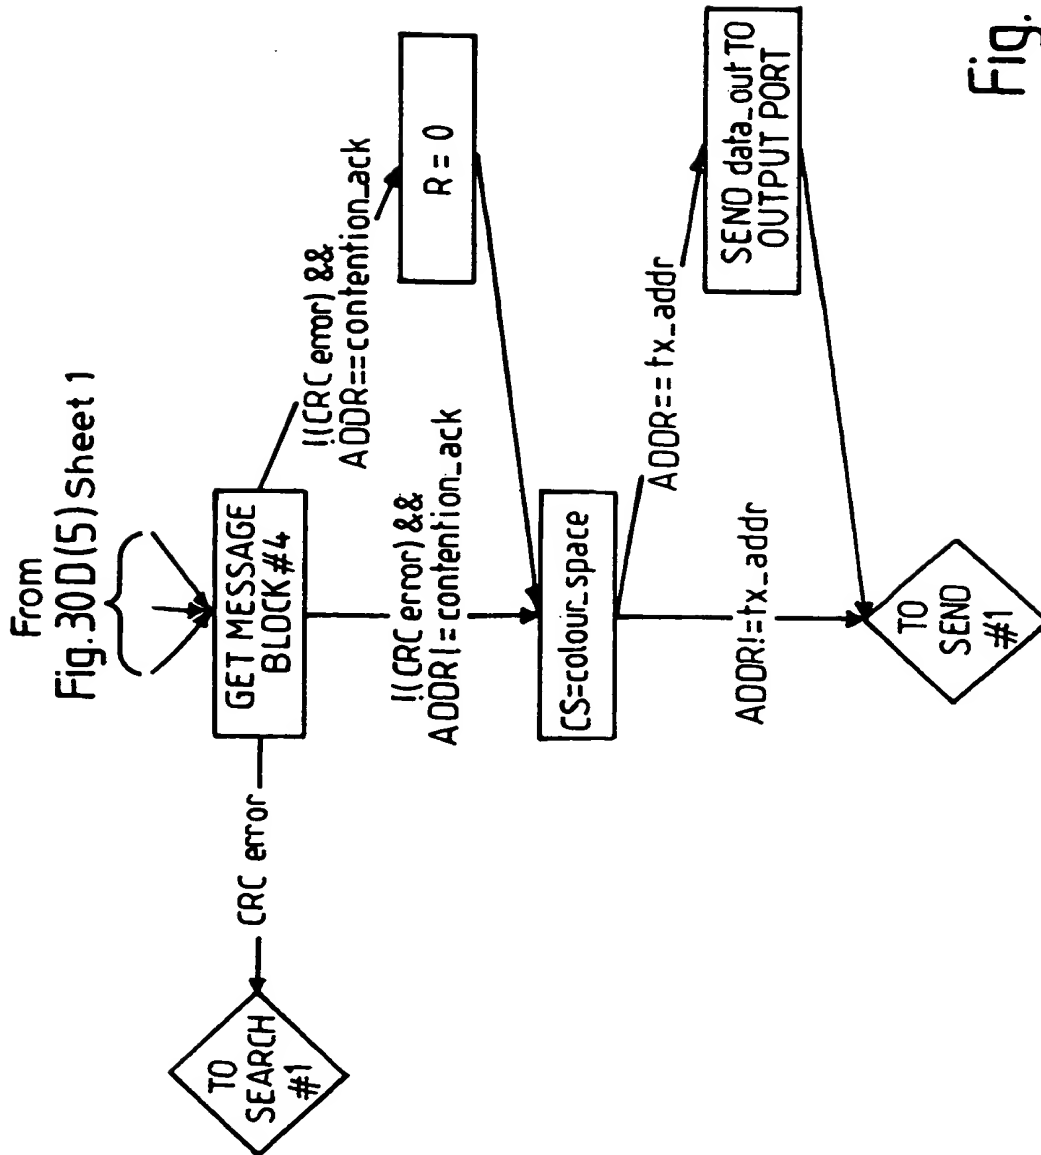 From
Fig.30D(5)Sheet 1
GET MESSAGE
BLOCK#4
CRC error
TO
SEARCH
#1
!(CRC error) &&
ADDR!=contention_ack
!(CRC error) &&
ADDR==contention_ack
R = 0
CS=colour_space
ADDR!=tx_addr
ADDR== tx_addr
SEND data_out TO
OUTPUT PORT
TO
SEND
#1
Fig.